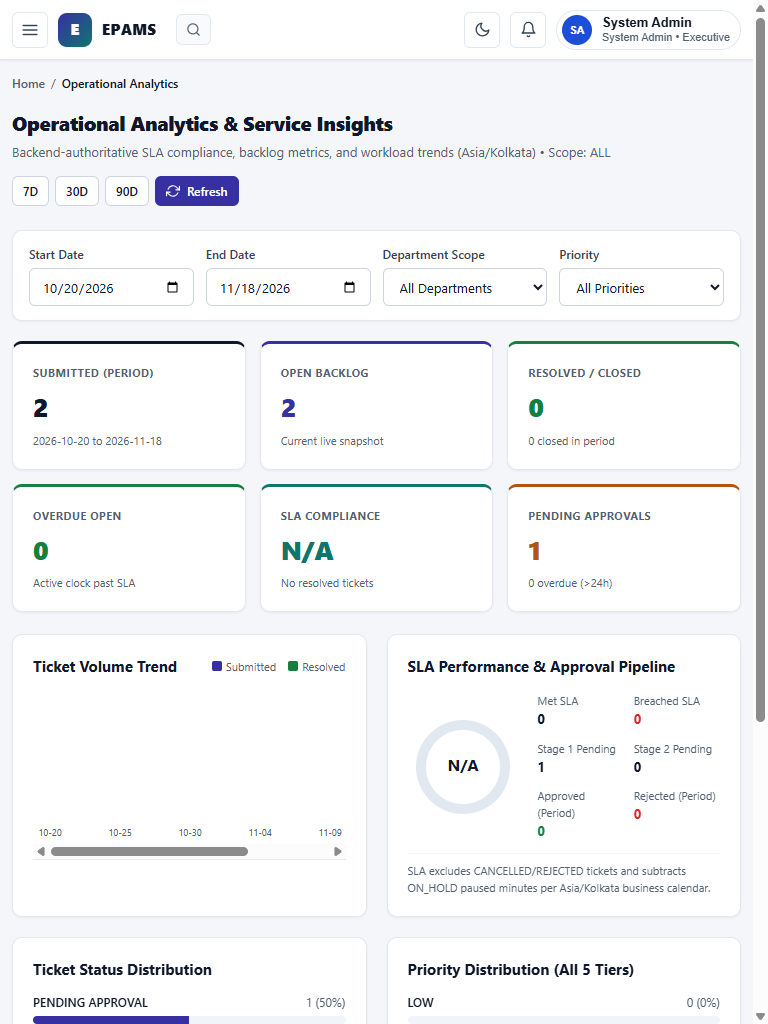 E EPAMS
SA
System Admin
System Admin • Executive
Home / Operational Analytics
Operational Analytics & Service Insights
Backend-authoritative SLA compliance, backlog metrics, and workload trends (Asia/Kolkata) • Scope: ALL
7D 30D 90D Refresh
Start Date End Date Department Scope Priority
10/20/2026 11/18/2026 All Departments All Priorities
SUBMITTED (PERIOD)
2
2026-10-20 to 2026-11-18
OPEN BACKLOG
2
Current live snapshot
RESOLVED / CLOSED
0
0 closed in period
OVERDUE OPEN
0
Active clock past SLA
SLA COMPLIANCE
N/A
No resolved tickets
PENDING APPROVALS
1
0 overdue (>24h)
Ticket Volume Trend
Submitted Resolved
10-20 10-25 10-30 11-04 11-09
SLA Performance & Approval Pipeline
N/A
Met SLA Breached SLA
0 0
Stage 1 Pending Stage 2 Pending
1 0
Approved
(Period)
0
Rejected (Period)
0
SLA excludes CANCELLED/REJECTED tickets and subtracts
ON_HOLD paused minutes per Asia/Kolkata business calendar.
Ticket Status Distribution
PENDING APPROVAL 1 (50%)
Priority Distribution (All 5 Tiers)
LOW 0 (0%)